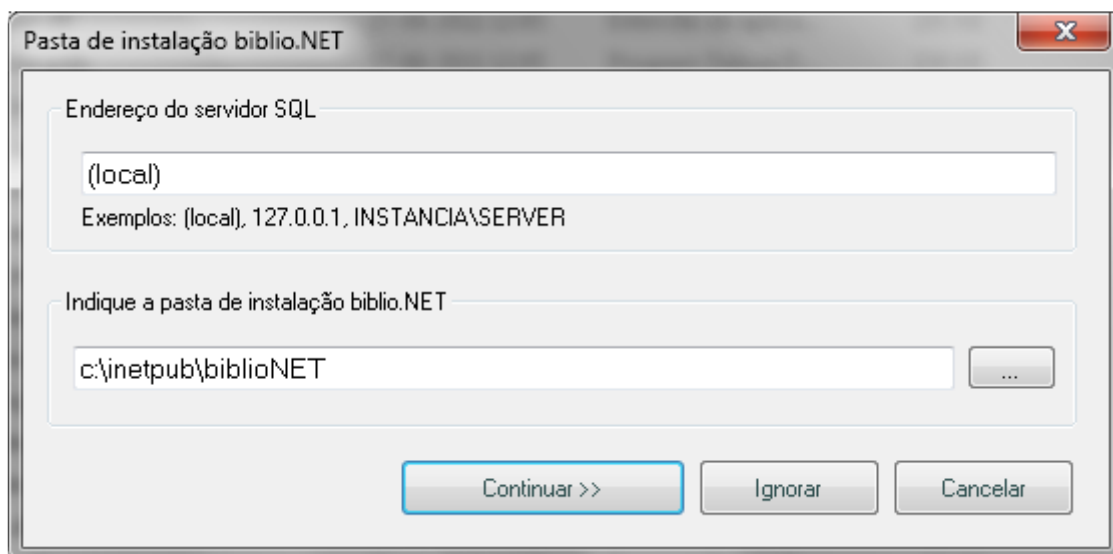 Pasta de instalação biblio.NET
Endereço do servidor SQL
(local)
Exemplos: (local), 127.0.0.1, INSTANCIA\SERVER
Indique a pasta de instalação biblio.NET
c:\inetpub\biblioNET
...
Continuar >>
Ignorar
Cancelar